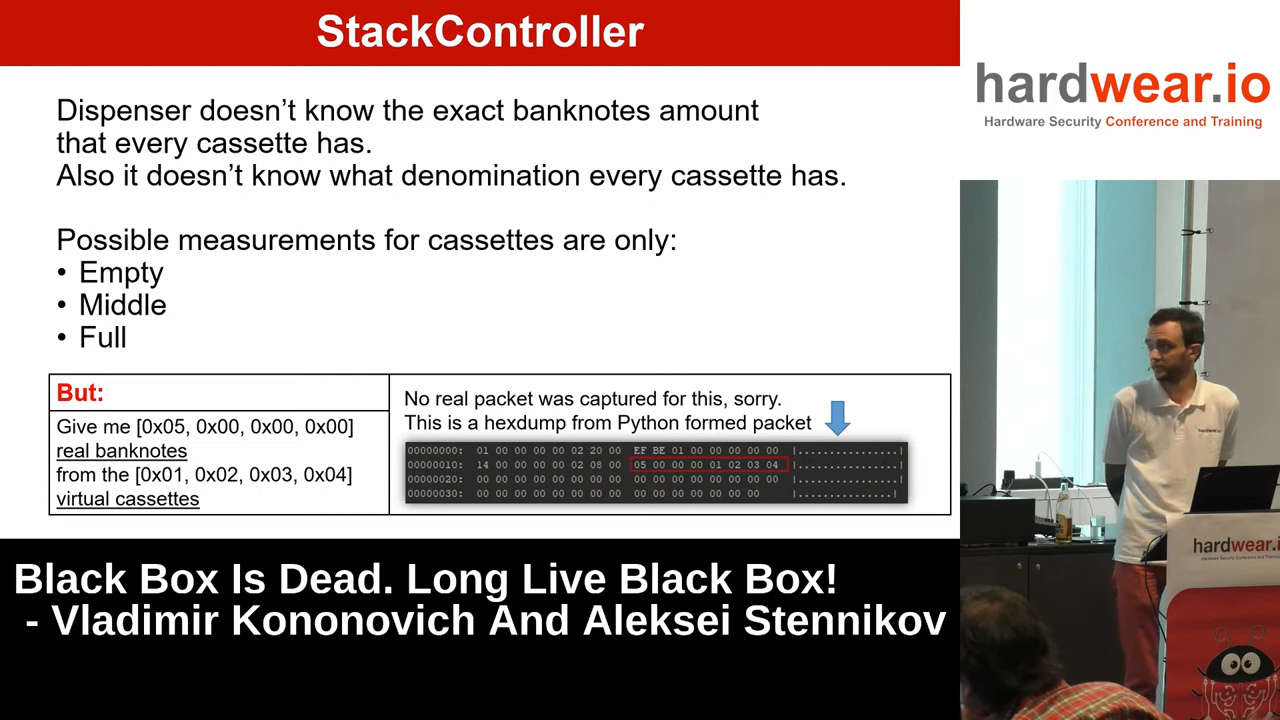 StackController
Dispenser doesn't know the exact banknotes amount
that every cassette has.
Also it doesn't know what denomination every cassette has.
Possible measurements for cassettes are only:
• Empty
• Middle
• Full
But:
Give me [0x05, 0x00, 0x00, 0x00]
real banknotes
from the [0x01, 0x02, 0x03, 0x04]
virtual cassettes
No real packet was captured for this, sorry.
This is a hexdump from Python formed packet
00000000: 01 00 00 00 00 02 20 00 EF BE 01 00 00 00 00 00 |................|
00000010: 14 00 00 00 00 02 08 00 05 00 00 00 01 02 03 04 |................|
00000020: 00 00 00 00 00 00 00 00 00 00 00 00 00 00 00 00 |................|
00000030: 00 00 00 00 00 00 00 00 00 00 00 00 00 00 00 |...............|
Black Box Is Dead. Long Live Black Box!
- Vladimir Kononovich And Aleksei Stennikov
hardwear.io
Hardware Security Conference and Training
hardwear.io